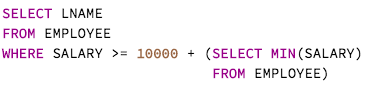 SELECT LNAME
FROM EMPLOYEE
WHERE SALARY >= 10000 + (SELECT MIN(SALARY)
FROM EMPLOYEE)